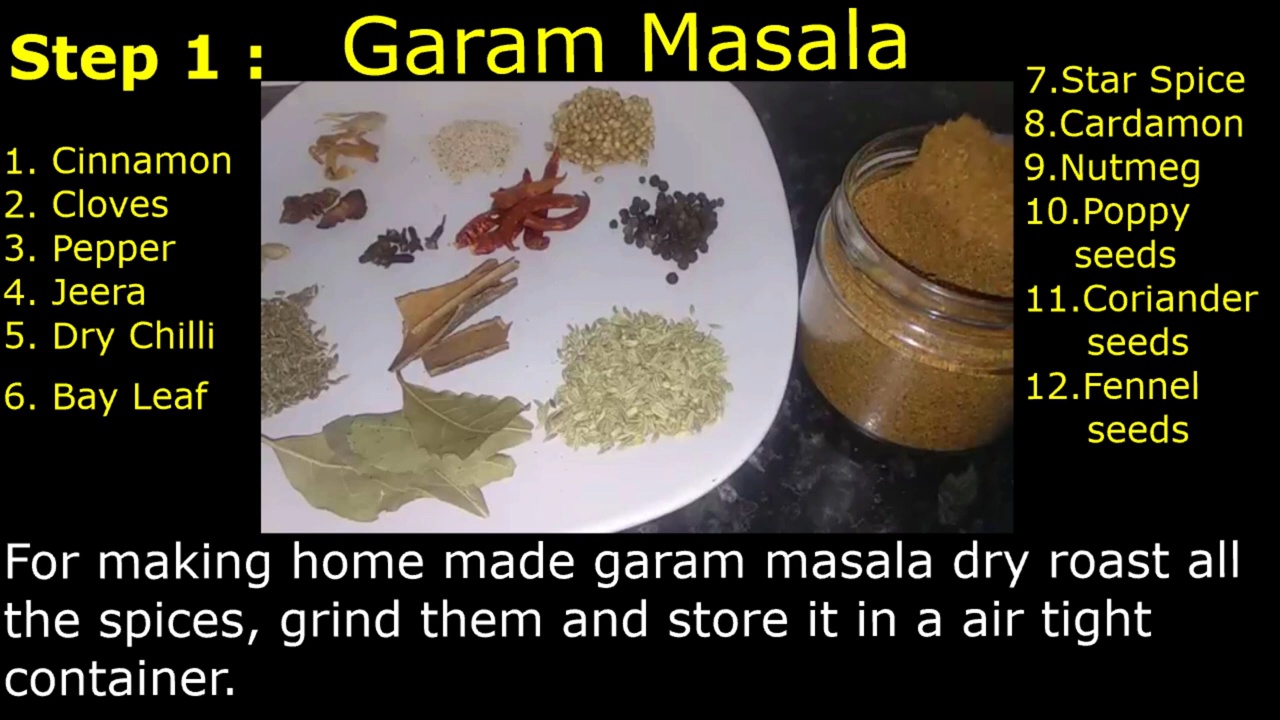 Step 1 :
Garam Masala
1. Cinnamon
2. Cloves
3. Pepper
4. Jeera
5. Dry Chilli
6. Bay Leaf
7.Star Spice
8.Cardamon
9.Nutmeg
10.Poppy
seeds
11.Coriander
seeds
12.Fennel
seeds
For making home made garam masala dry roast all
the spices, grind them and store it in a air tight
container.